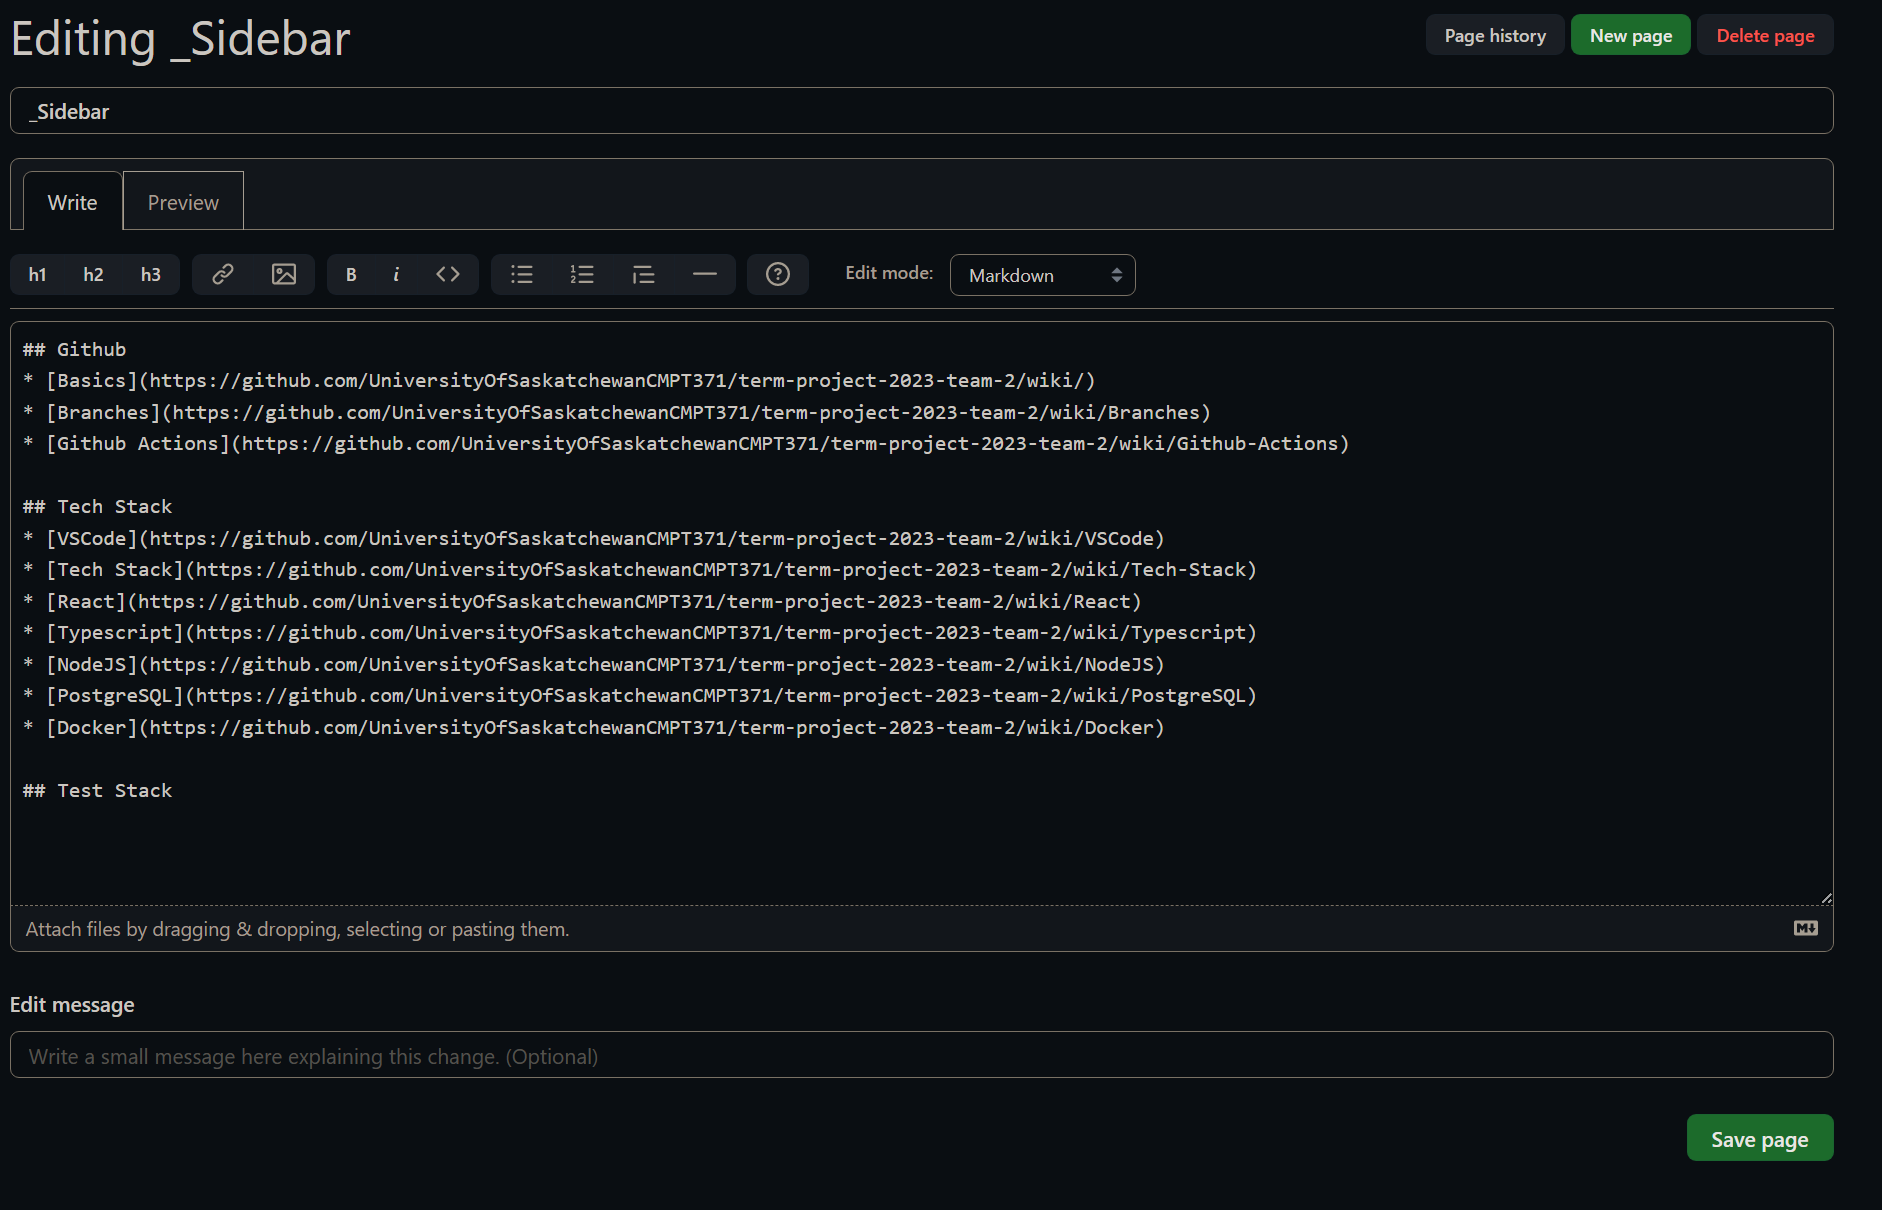 Editing _Sidebar
Page history New page Delete page
_Sidebar
Write Preview
h1 h2 h3 B i <> Edit mode: Markdown
## Github
* [Basics](https://github.com/UniversityOfSaskatchewanCMPT371/term-project-2023-team-2/wiki/)
* [Branches](https://github.com/UniversityOfSaskatchewanCMPT371/term-project-2023-team-2/wiki/Branches)
* [Github Actions](https://github.com/UniversityOfSaskatchewanCMPT371/term-project-2023-team-2/wiki/Github-Actions)
## Tech Stack
* [VSCode](https://github.com/UniversityOfSaskatchewanCMPT371/term-project-2023-team-2/wiki/VSCode)
* [Tech Stack](https://github.com/UniversityOfSaskatchewanCMPT371/term-project-2023-team-2/wiki/Tech-Stack)
* [React](https://github.com/UniversityOfSaskatchewanCMPT371/term-project-2023-team-2/wiki/React)
* [Typescript](https://github.com/UniversityOfSaskatchewanCMPT371/term-project-2023-team-2/wiki/Typescript)
* [NodeJS](https://github.com/UniversityOfSaskatchewanCMPT371/term-project-2023-team-2/wiki/NodeJS)
* [PostgreSQL](https://github.com/UniversityOfSaskatchewanCMPT371/term-project-2023-team-2/wiki/PostgreSQL)
* [Docker](https://github.com/UniversityOfSaskatchewanCMPT371/term-project-2023-team-2/wiki/Docker)
## Test Stack
Attach files by dragging & dropping, selecting or pasting them.
Edit message
Write a small message here explaining this change. (Optional)
Save page